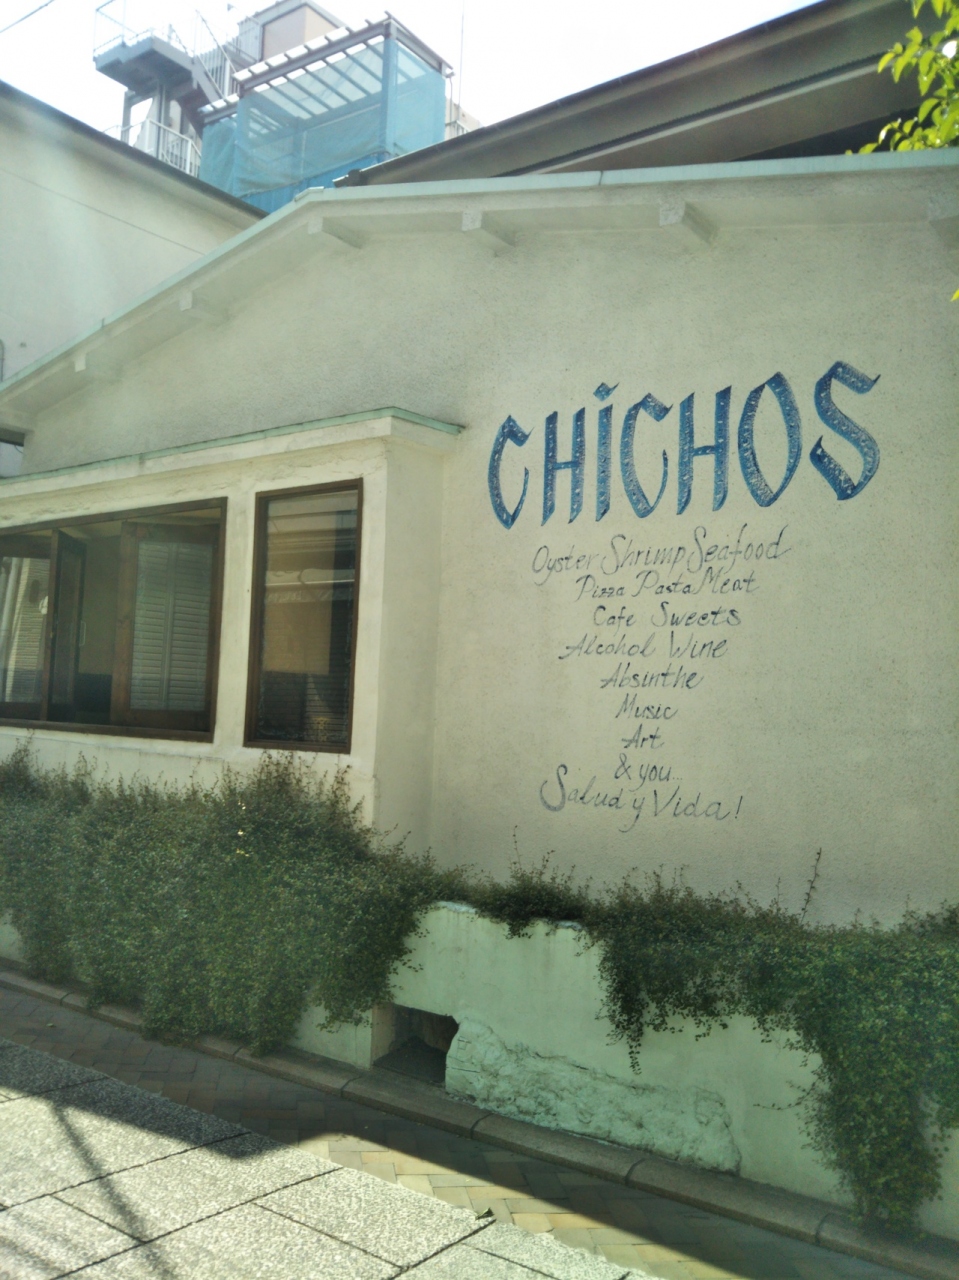 CHiCHOS
Oyster Shrimp Seafood
Pizza Pasta Meat
Cafe Sweets
Alcohol Wine
Absinthe
Music
Art
& you...
Salud y Vida!